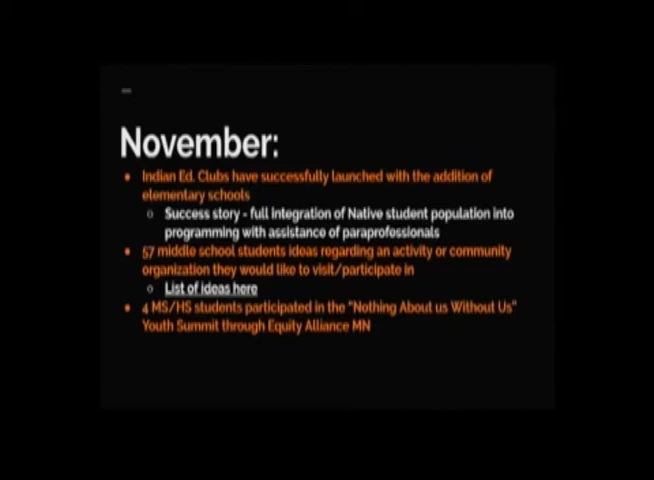 November:
• Indian Ed. Clubs have successfully launched with the addition of
elementary schools
o Success story - full integration of Native student population into
programming with assistance of paraprofessionals
• 57 middle school students ideas regarding an activity or community
organization they would like to visit/participate in
o List of ideas here
• 4 MS/HS students participated in the "Nothing About us Without Us"
Youth Summit through Equity Alliance MN